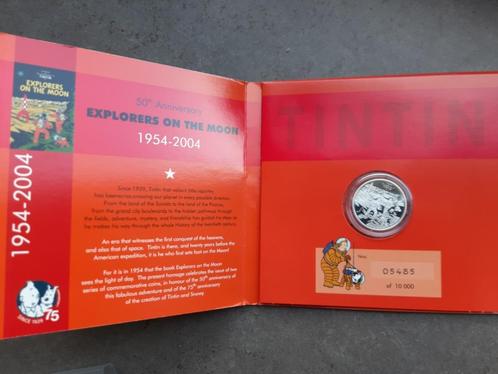 TINTIN
EXPLORERS
ON THE MOON
1954-2004
50th Anniversary
EXPLORERS ON THE MOON
1954-2004
Since 1929, Tintin that valiant little reporter,
has been criss-crossing our planet in every possible direction.
From the land of the Soviets to the land of the Picaros,
from the grand city boulevards to the hidden pathways through
the fields, adventure, mystery, and friendship has guided his steps as
he makes his way through the whole History of the twentieth century.
An era that witnesses the first conquest of the heavens,
and also that of space. Tintin is there, and twenty years before the
American expedition, it is he who first sets foot on the Moon!
For it is in 1954 that the book Explorers on the Moon
sees the light of day. The present homage celebrates the issue of two
series of commemorative coins, in honour of the 50th anniversary of
this fabulous adventure and of the 75th anniversary
of the creation of Tintin and Snowy.
SINCE 1929
75
TINTIN
Nru.
05485
of 10 000